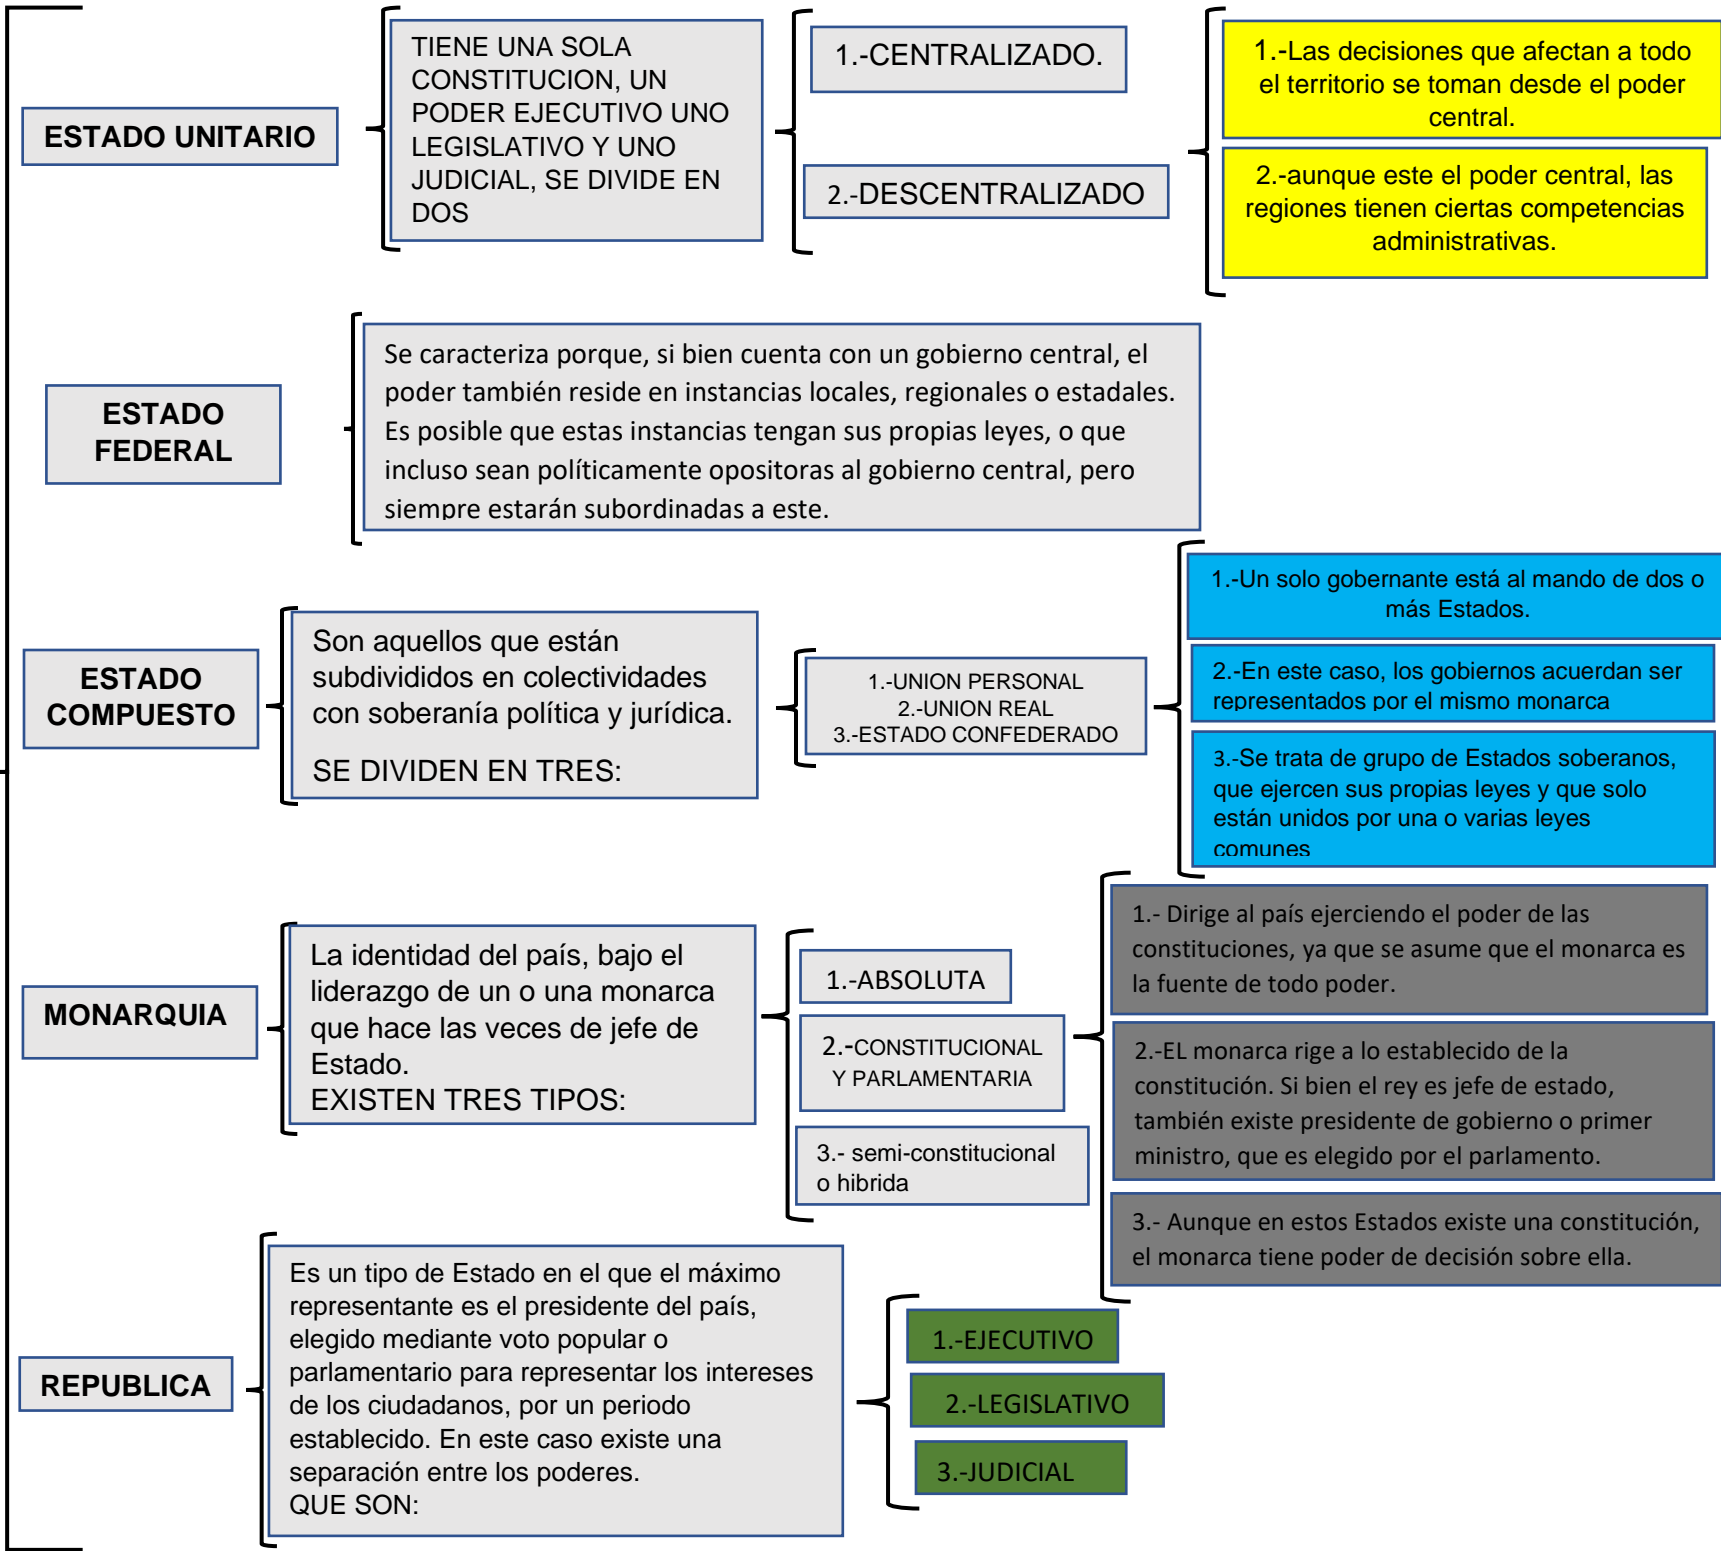 ESTADO UNITARIO
TIENE UNA SOLA
CONSTITUCION, UN
PODER EJECUTIVO UNO
LEGISLATIVO Y UNO
JUDICIAL, SE DIVIDE EN
DOS
1.-CENTRALIZADO.
2.-DESCENTRALIZADO
1.-Las decisiones que afectan a todo
el territorio se toman desde el poder
central.
2.-aunque este el poder central, las
regiones tienen ciertas competencias
administrativas.
ESTADO
FEDERAL
Se caracteriza porque, si bien cuenta con un gobierno central, el
poder también reside en instancias locales, regionales o estadales.
Es posible que estas instancias tengan sus propias leyes, o que
incluso sean políticamente opositoras al gobierno central, pero
siempre estarán subordinadas a este.
ESTADO
COMPUESTO
Son aquellos que están
subdivididos en colectividades
con soberanía política y jurídica.
SE DIVIDEN EN TRES:
1.-UNION PERSONAL
2.-UNION REAL
3.-ESTADO CONFEDERADO
1.-Un solo gobernante está al mando de dos o
más Estados.
2.-En este caso, los gobiernos acuerdan ser
representados por el mismo monarca
3.-Se trata de grupo de Estados soberanos,
que ejercen sus propias leyes y que solo
están unidos por una o varias leyes
comunes
MONARQUIA
La identidad del país, bajo el
liderazgo de un o una monarca
que hace las veces de jefe de
Estado.
EXISTEN TRES TIPOS:
1.-ABSOLUTA
2.-CONSTITUCIONAL
Y PARLAMENTARIA
3.- semi-constitucional
o hibrida
1.- Dirige al país ejerciendo el poder de las
constituciones, ya que se asume que el monarca es
la fuente de todo poder.
2.-EL monarca rige a lo establecido de la
constitución. Si bien el rey es jefe de estado,
también existe presidente de gobierno o primer
ministro, que es elegido por el parlamento.
3.- Aunque en estos Estados existe una constitución,
el monarca tiene poder de decisión sobre ella.
REPUBLICA
Es un tipo de Estado en el que el máximo
representante es el presidente del país,
elegido mediante voto popular o
parlamentario para representar los intereses
de los ciudadanos, por un periodo
establecido. En este caso existe una
separación entre los poderes.
QUE SON:
1.-EJECUTIVO
2.-LEGISLATIVO
3.-JUDICIAL